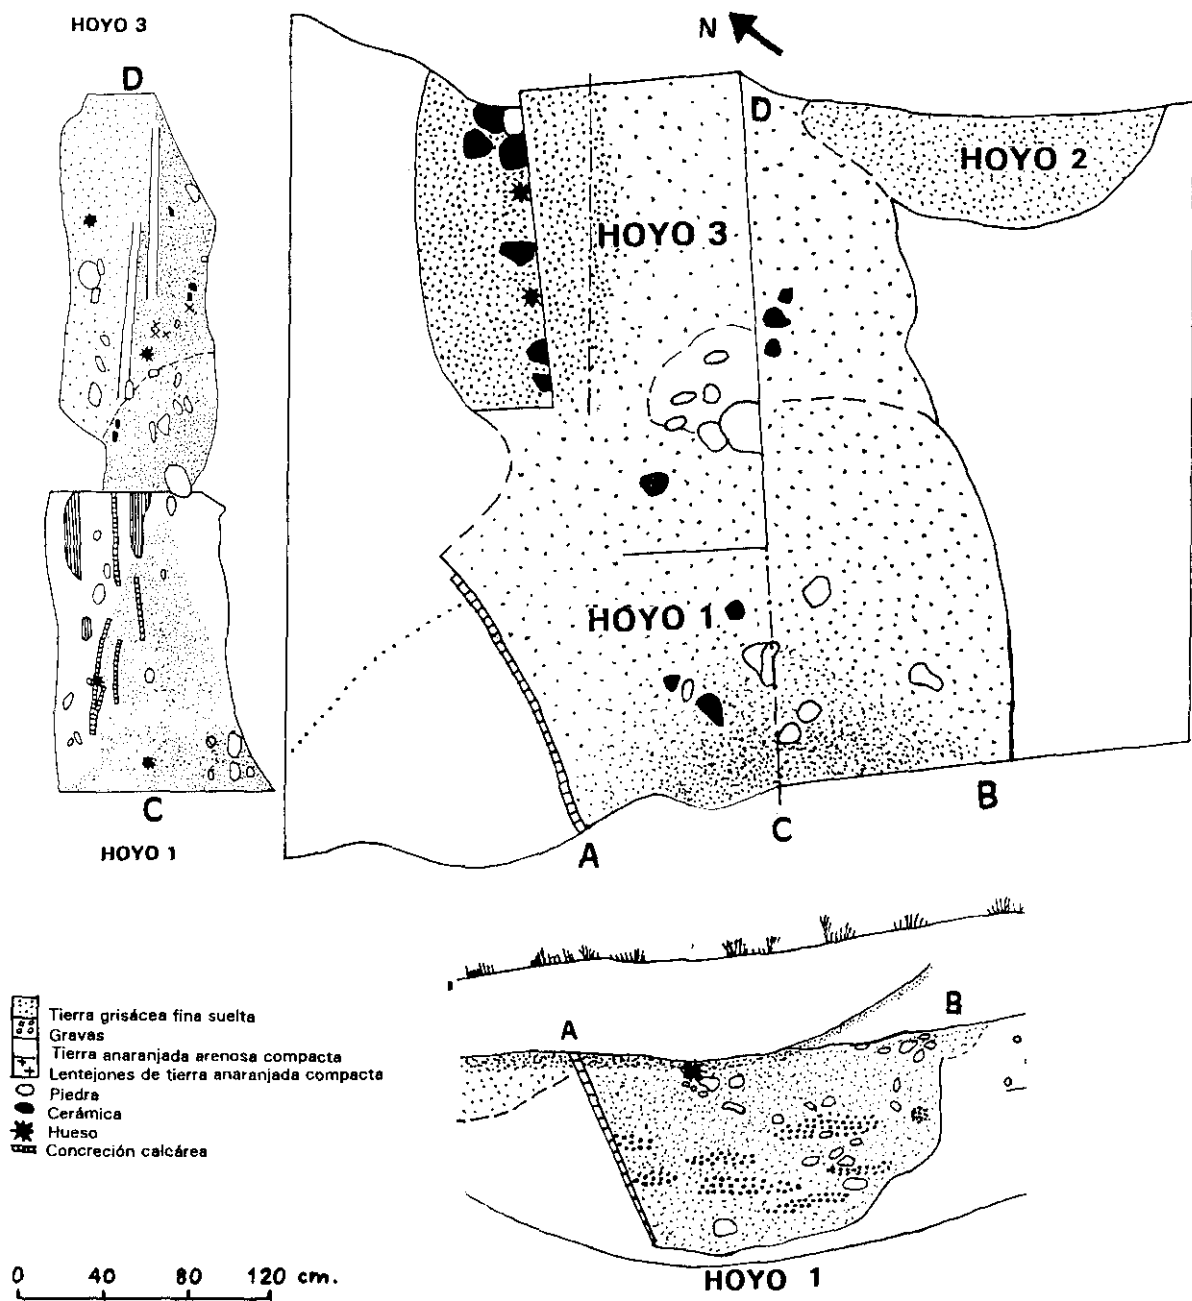 HOYO 3
D
C
HOYO 1
N
D
HOYO 2
HOYO 3
HOYO 1
B
C
A
Tierra grisácea fina suelta
Gravas
Tierra anaranjada arenosa compacta
Lentejones de tierra anaranjada compacta
Piedra
Cerámica
Hueso
Concreción calcárea
0 40 80 120 cm.
A
B
HOYO 1